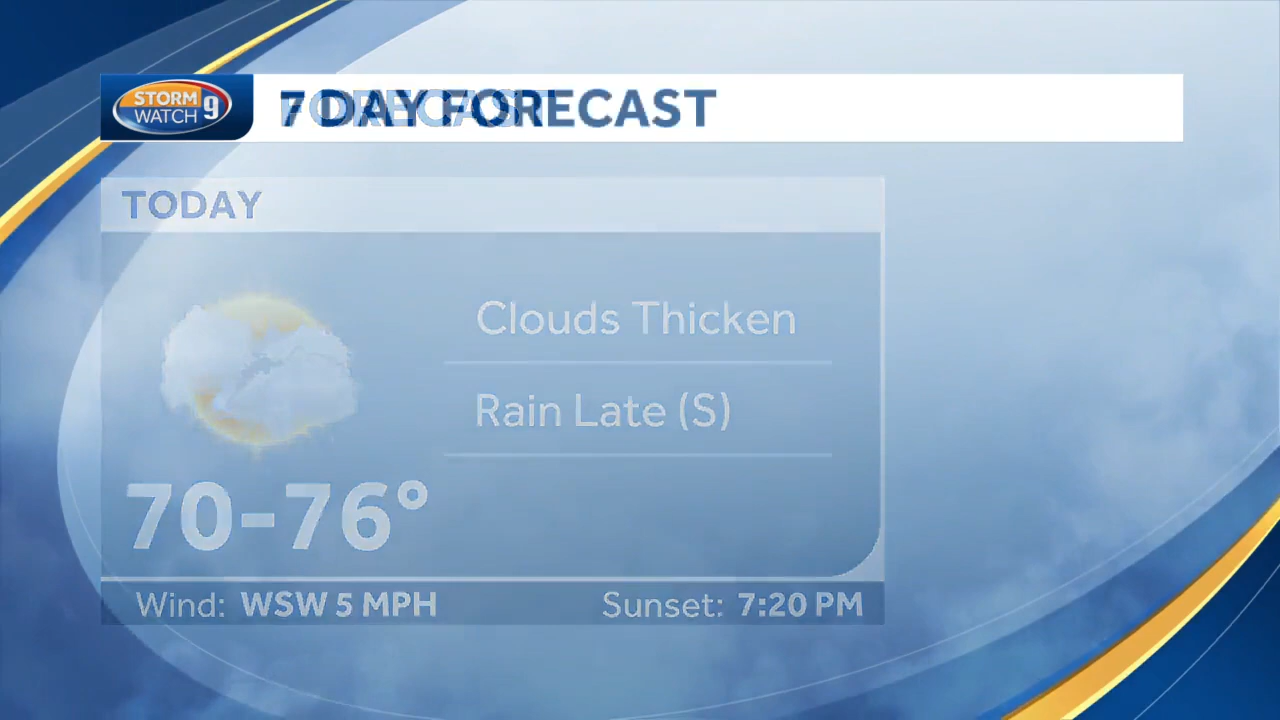 STORM
WATCH 9
7 DAY FORECAST
FORECAST
TODAY
Clouds Thicken
Rain Late (S)
70-76°
Wind: WSW 5 MPH
Sunset: 7:20 PM